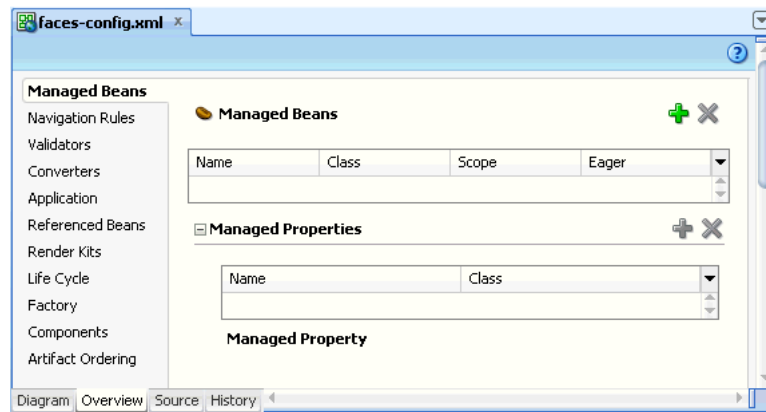 faces-config.xml
Managed Beans
Navigation Rules
Validators
Converters
Application
Referenced Beans
Render Kits
Life Cycle
Factory
Components
Artifact Ordering
Managed Beans
Name Class Scope Eager
Managed Properties
Name Class
Managed Property
Diagram Overview Source History